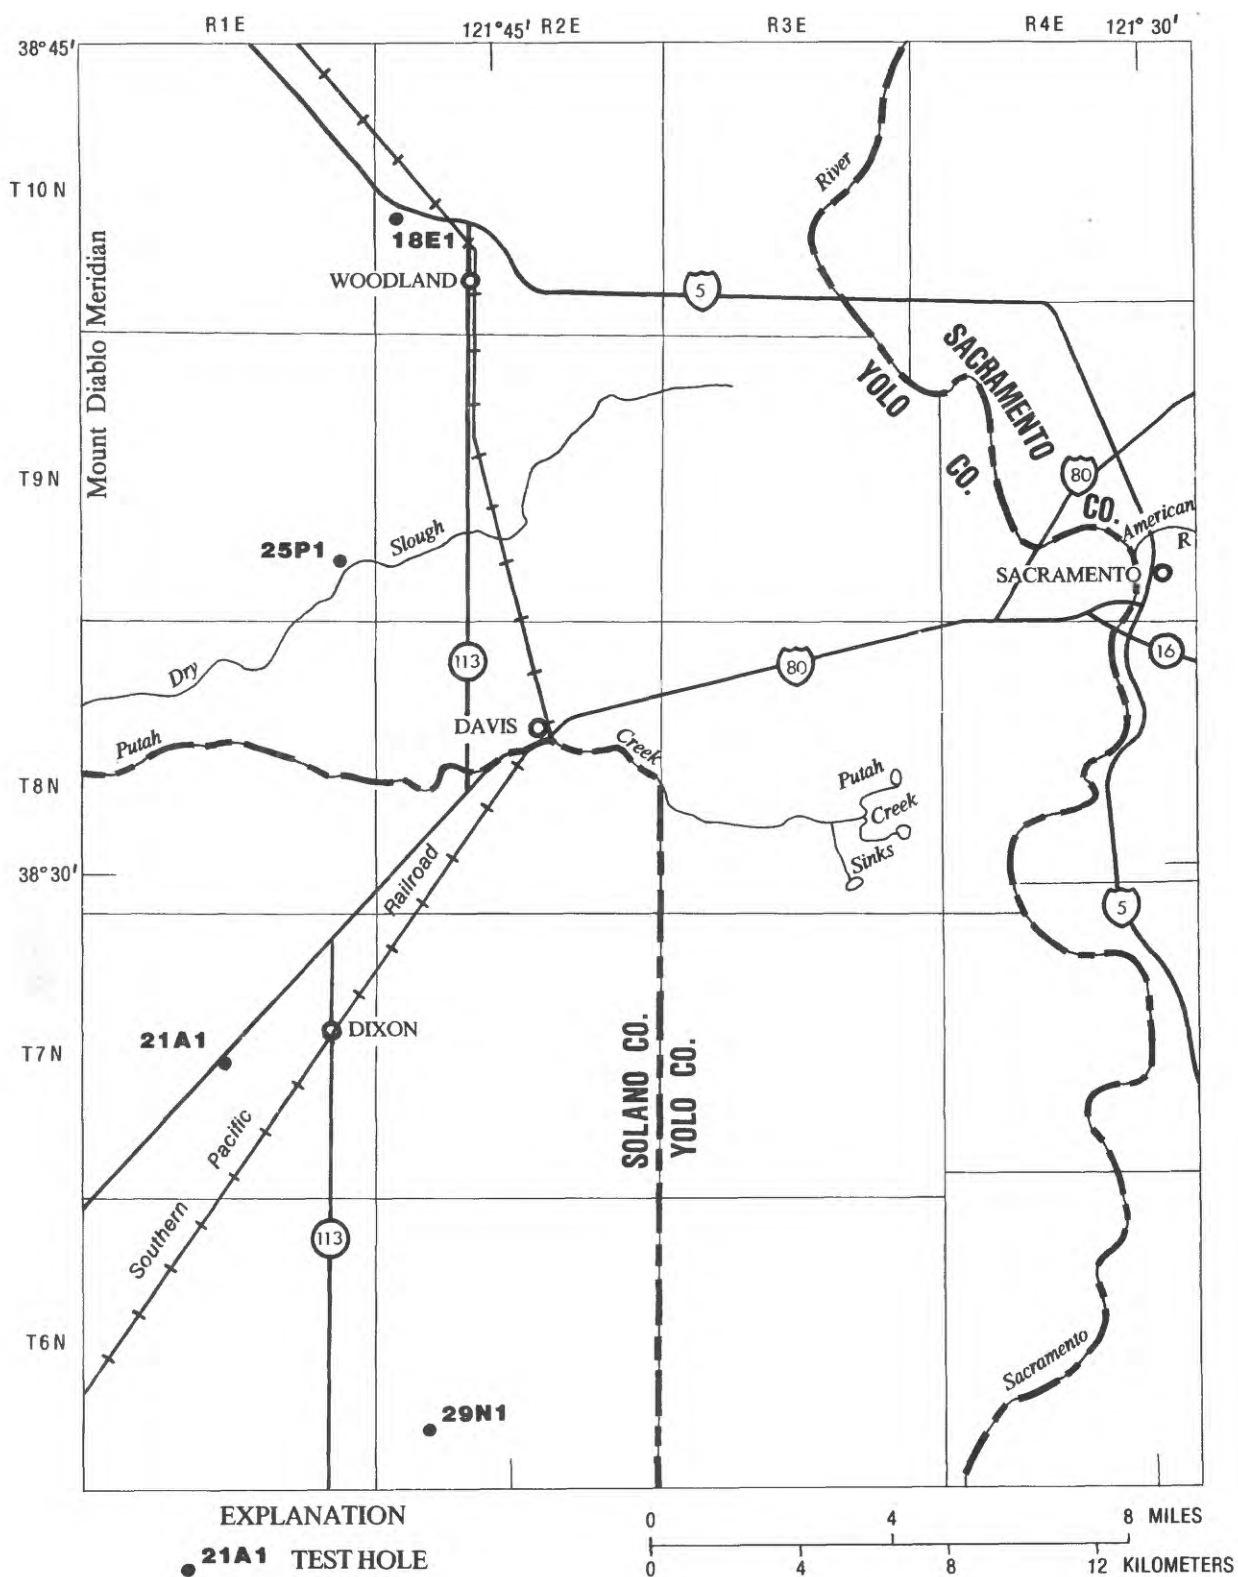 R1E
121°45'
R2E
R3E
R4E
121°30'
38°45'
T10N
River
18E1
WOODLAND
5
Mount Diablo Meridian
SACRAMENTO
YOLO
CO.
CO.
80
T9N
American
R
25P1
Slough
SACRAMENTO
Dry
113
80
16
DAVIS
Putah
Creek
T8N
Putah
Creek
Sinks
38°30'
Railroad
5
DIXON
21A1
T7N
SOLANO CO.
YOLO CO.
Pacific
Southern
113
T6N
Sacramento
29N1
EXPLANATION
21A1 TEST HOLE
0 4 8 MILES
0 4 8 12 KILOMETERS